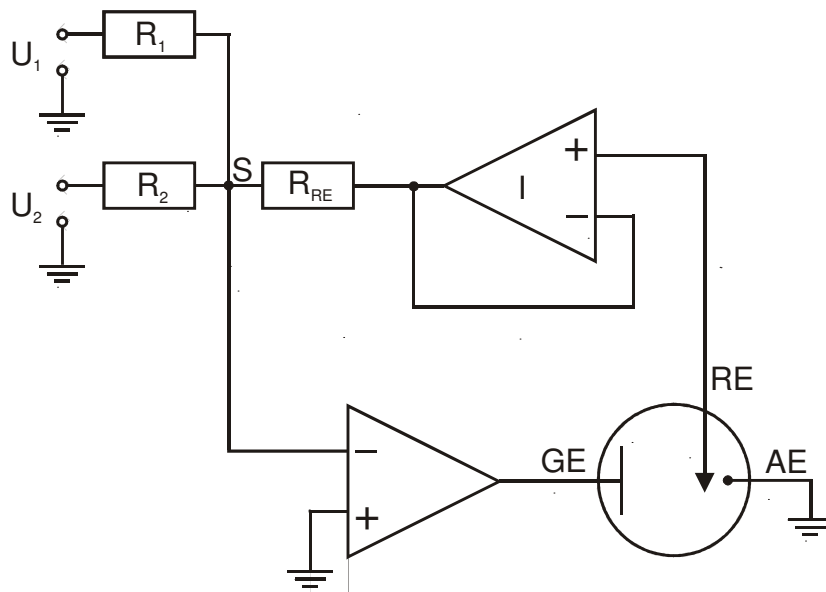 R1
U1
S
+
R2
RRE
I
−
U2
RE
GE
AE
−
+